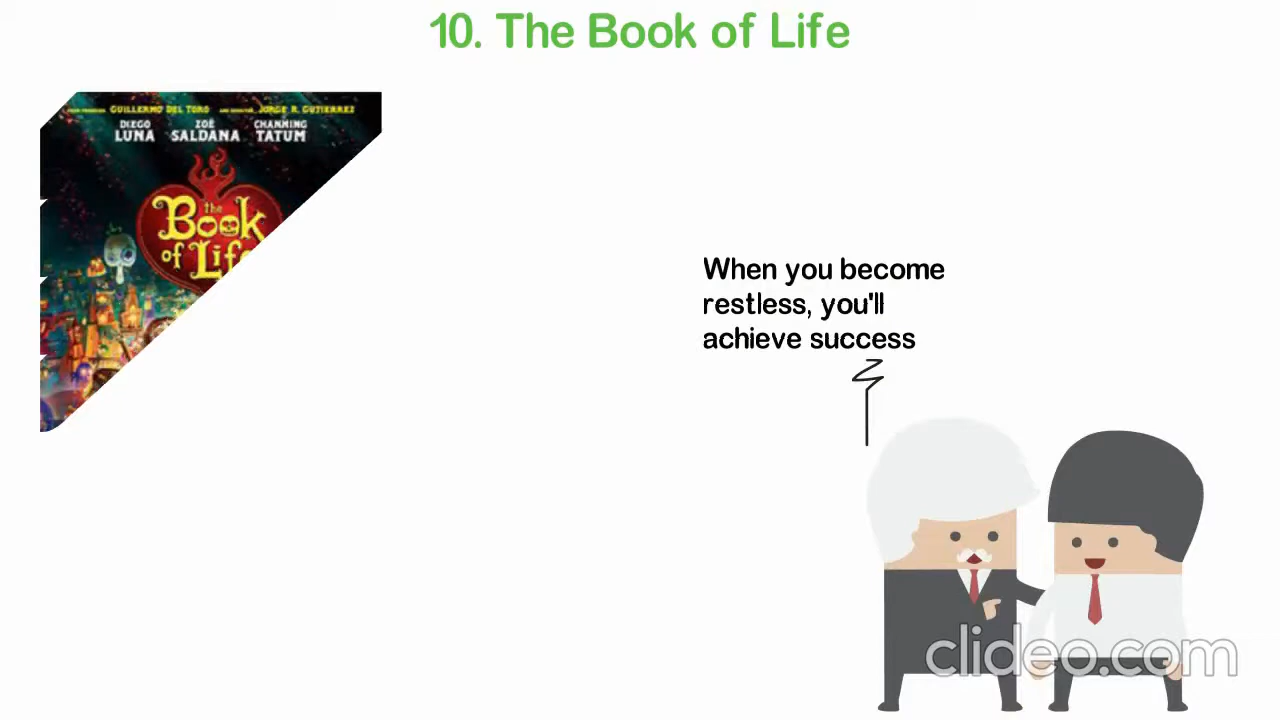 10. The Book of Life
GUILLERMO DEL TORO
JORGE R. GUTIERREZ
DIEGO ZOË CHANNING
LUNA SALDANA TATUM
the
Book
of Life
When you become
restless, you'll
achieve success
clideo.com